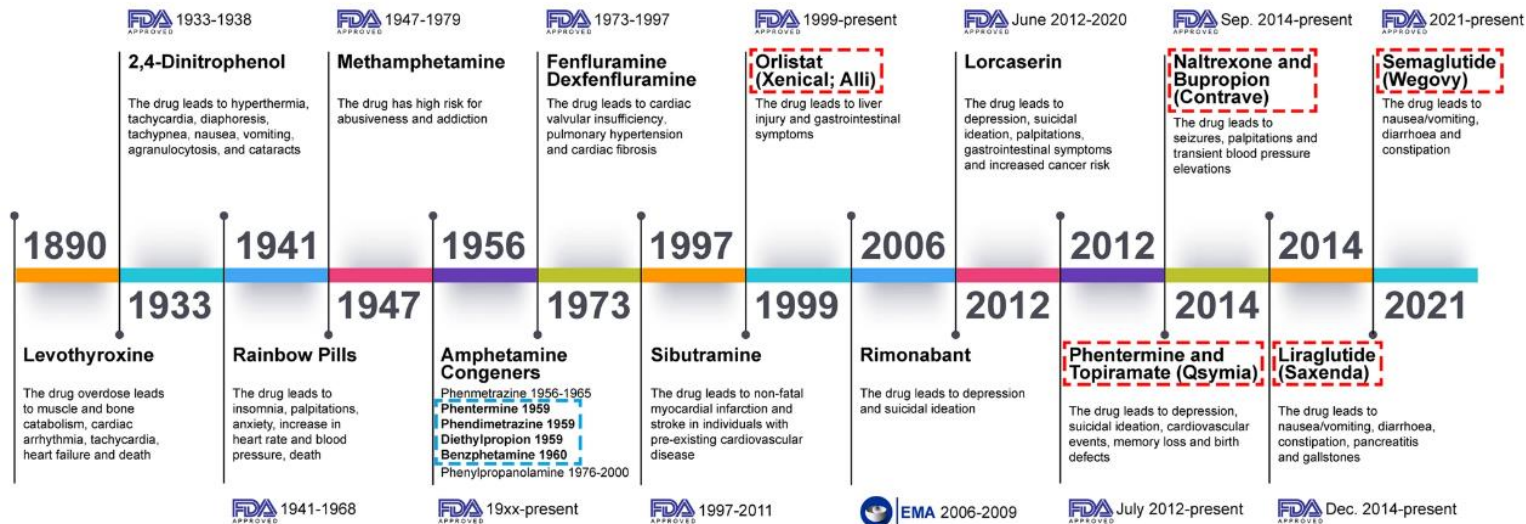 FDA APPROVED 1933-1938
FDA APPROVED 1947-1979
FDA APPROVED 1973-1997
FDA APPROVED 1999-present
FDA APPROVED June 2012-2020
FDA APPROVED Sep. 2014-present
FDA APPROVED 2021-present
2,4-Dinitrophenol
The drug leads to hyperthermia,
tachycardia, diaphoresis,
tachypnea, nausea, vomiting,
agranulocytosis, and cataracts
Methamphetamine
The drug has high risk for
abusiveness and addiction
Fenfluramine
Dexfenfluramine
The drug leads to cardiac
valvular insufficiency,
pulmonary hypertension
and cardiac fibrosis
Orlistat
(Xenical; Alli)
The drug leads to liver
injury and gastrointestinal
symptoms
Lorcaserin
The drug leads to
depression, suicidal
ideation, palpitations,
gastrointestinal symptoms
and increased cancer risk
Naltrexone and
Bupropion
(Contrave)
The drug leads to
seizures, palpitations and
transient blood pressure
elevations
Semaglutide
(Wegovy)
The drug leads to
nausea/vomiting,
diarrhoea and
constipation
1890
1933
1941
1947
1956
1973
1997
1999
2006
2012
2012
2014
2014
2021
Levothyroxine
The drug overdose leads
to muscle and bone
catabolism, cardiac
arrhythmia, tachycardia,
heart failure and death
Rainbow Pills
The drug leads to
insomnia, palpitations,
anxiety, increase in
heart rate and blood
pressure, death
Amphetamine
Congeners
Phenmetrazine 1956-1965
Phentermine 1959
Phendimetrazine 1959
Diethylpropion 1959
Benzphetamine 1960
Phenylpropanolamine 1976-2000
Sibutramine
The drug leads to non-fatal
myocardial infarction and
stroke in individuals with
pre-existing cardiovascular
disease
Rimonabant
The drug leads to depression
and suicidal ideation
Phentermine and
Topiramate (Qsymia)
The drug leads to depression,
suicidal ideation, cardiovascular
events, memory loss and birth
defects
Liraglutide
(Saxenda)
The drug leads to
nausea/vomiting, diarrhoea,
constipation, pancreatitis
and gallstones
FDA APPROVED 1941-1968
FDA APPROVED 19xx-present
FDA APPROVED 1997-2011
EMA 2006-2009
FDA APPROVED July 2012-present
FDA APPROVED Dec. 2014-present